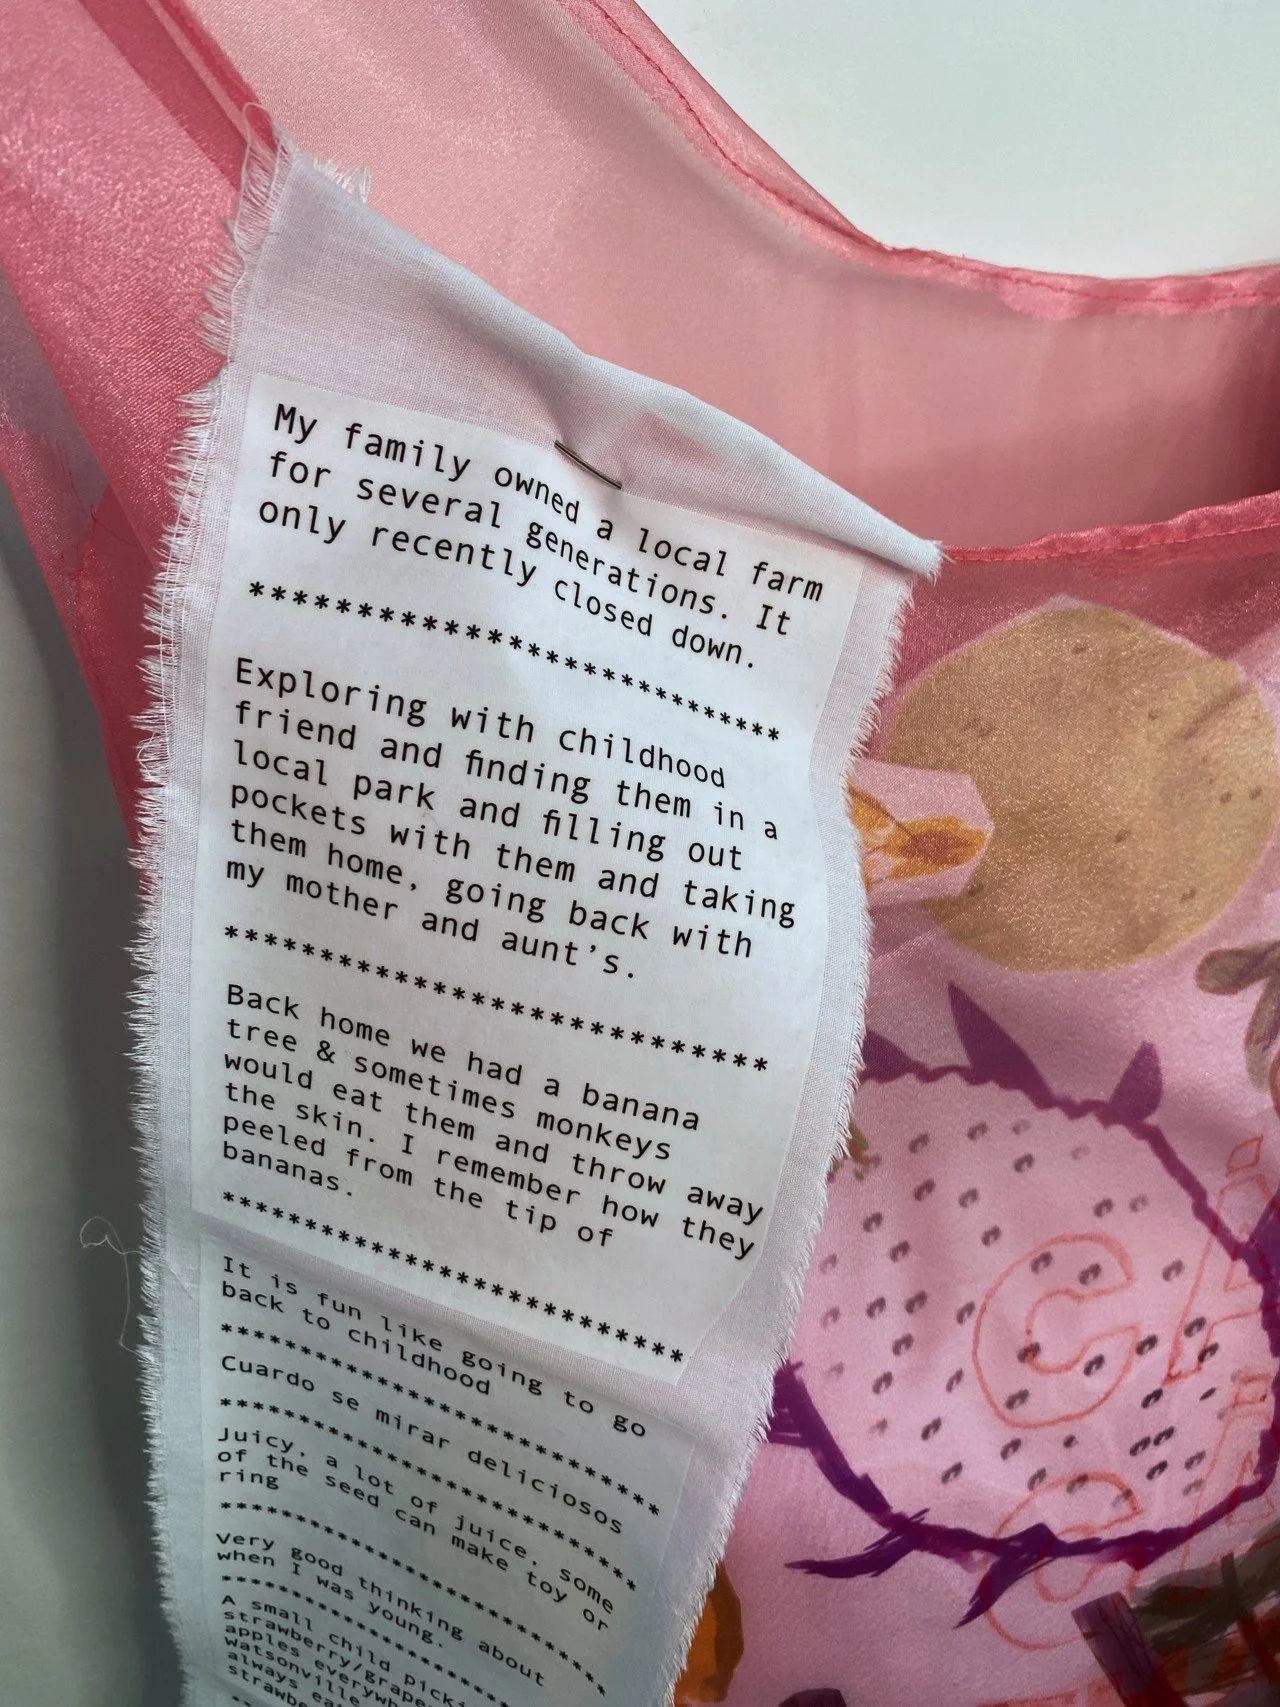 My family owned a local farm
for several generations. It
only recently closed down.
*************************
Exploring with childhood
friend and finding them in a
local park and filling out
pockets with them and taking
them home, going back with
my mother and aunt's.
*************************
Back home we had a banana
tree & sometimes monkeys
would eat them and throw away
the skin. I remember how they
peeled from the tip of
bananas.
*************************
It is fun like going to go
back to childhood
*************************
Cuardo se mirar deliciosos
*************************
Juicy, a lot of juice, some
of the seed can make toy or
ring
*************************
very good thinking about
when I was young.
*************************
A small child
strawberry/grape
apples
Watsonville
always